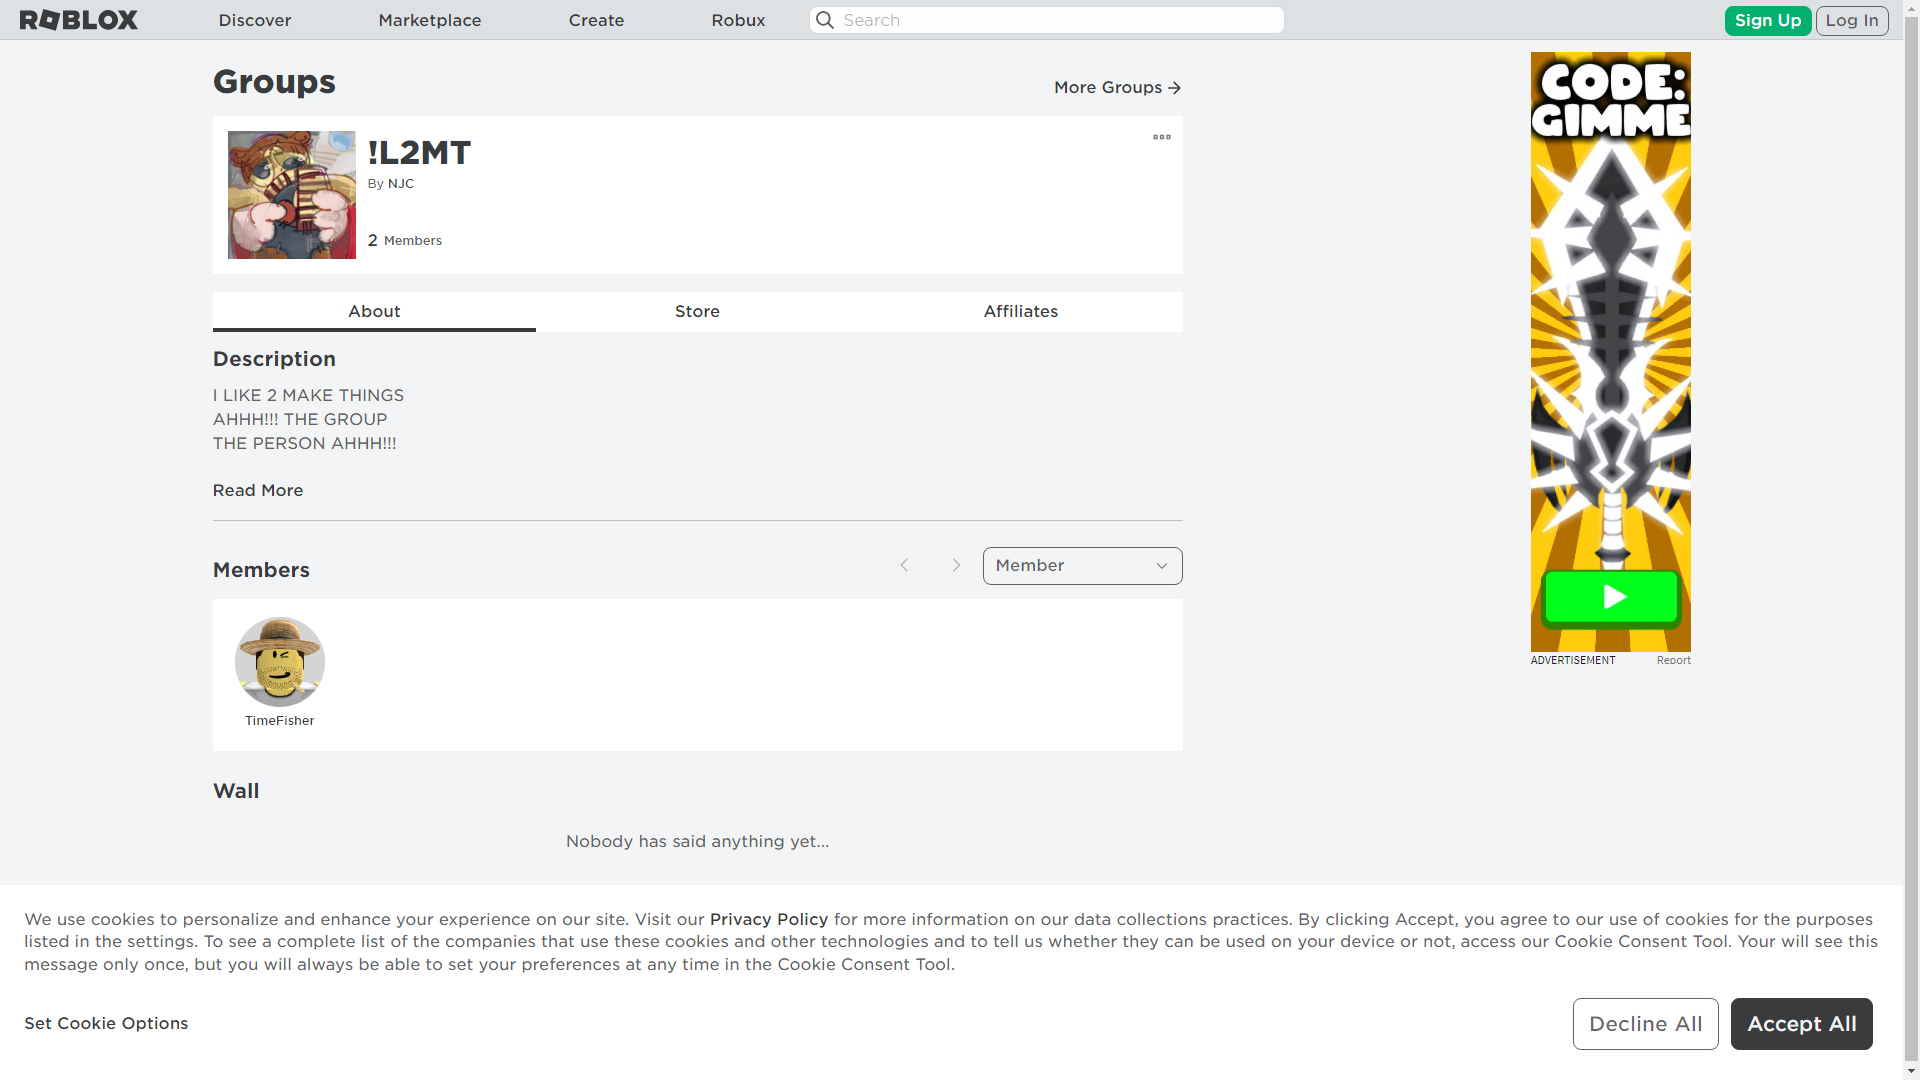 ROBLOX
Discover
Marketplace
Create
Robux
Search
Sign Up
Log In
Groups
More Groups
!L2MT
By NJC
2 Members
About
Store
Affiliates
Description
I LIKE 2 MAKE THINGS
AHHH!!! THE GROUP
THE PERSON AHHH!!!
Read More
Members
Member
TimeFisher
Wall
Nobody has said anything yet...
CODE:
GIMME
ADVERTISEMENT
Report
We use cookies to personalize and enhance your experience on our site. Visit our Privacy Policy for more information on our data collections practices. By clicking Accept, you agree to our use of cookies for the purposes
listed in the settings. To see a complete list of the companies that use these cookies and other technologies and to tell us whether they can be used on your device or not, access our Cookie Consent Tool. Your will see this
message only once, but you will always be able to set your preferences at any time in the Cookie Consent Tool.
Set Cookie Options
Decline All
Accept All